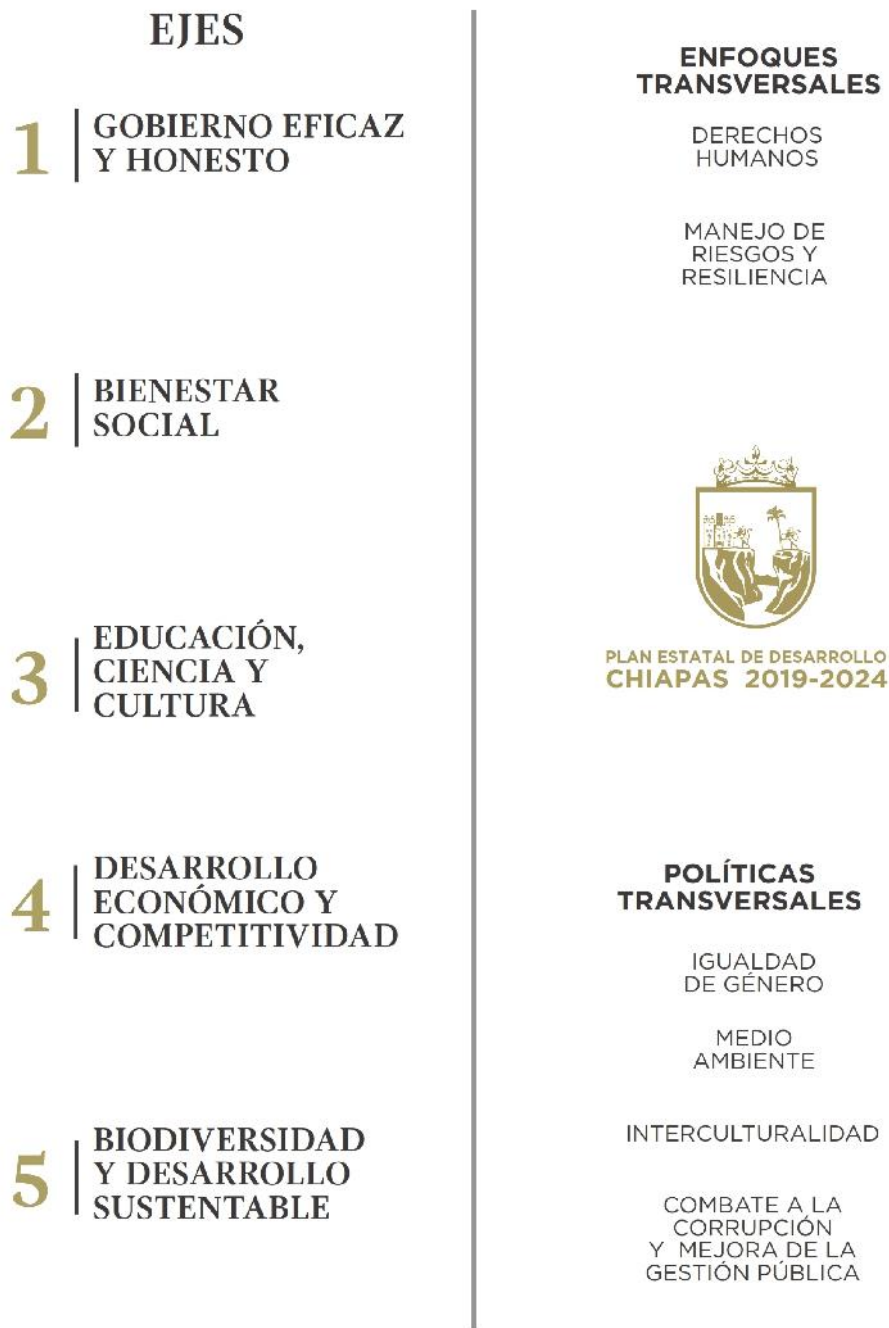 EJES
1
GOBIERNO EFICAZ
Y HONESTO
2
BIENESTAR
SOCIAL
3
EDUCACIÓN,
CIENCIA Y
CULTURA
4
DESARROLLO
ECONÓMICO Y
COMPETITIVIDAD
5
BIODIVERSIDAD
Y DESARROLLO
SUSTENTABLE
ENFOQUES
TRANSVERSALES
DERECHOS
HUMANOS
MANEJO DE
RIESGOS Y
RESILIENCIA
PLAN ESTATAL DE DESARROLLO
CHIAPAS 2019-2024
POLÍTICAS
TRANSVERSALES
IGUALDAD
DE GÉNERO
MEDIO
AMBIENTE
INTERCULTURALIDAD
COMBATE A LA
CORRUPCIÓN
Y MEJORA DE LA
GESTIÓN PÚBLICA